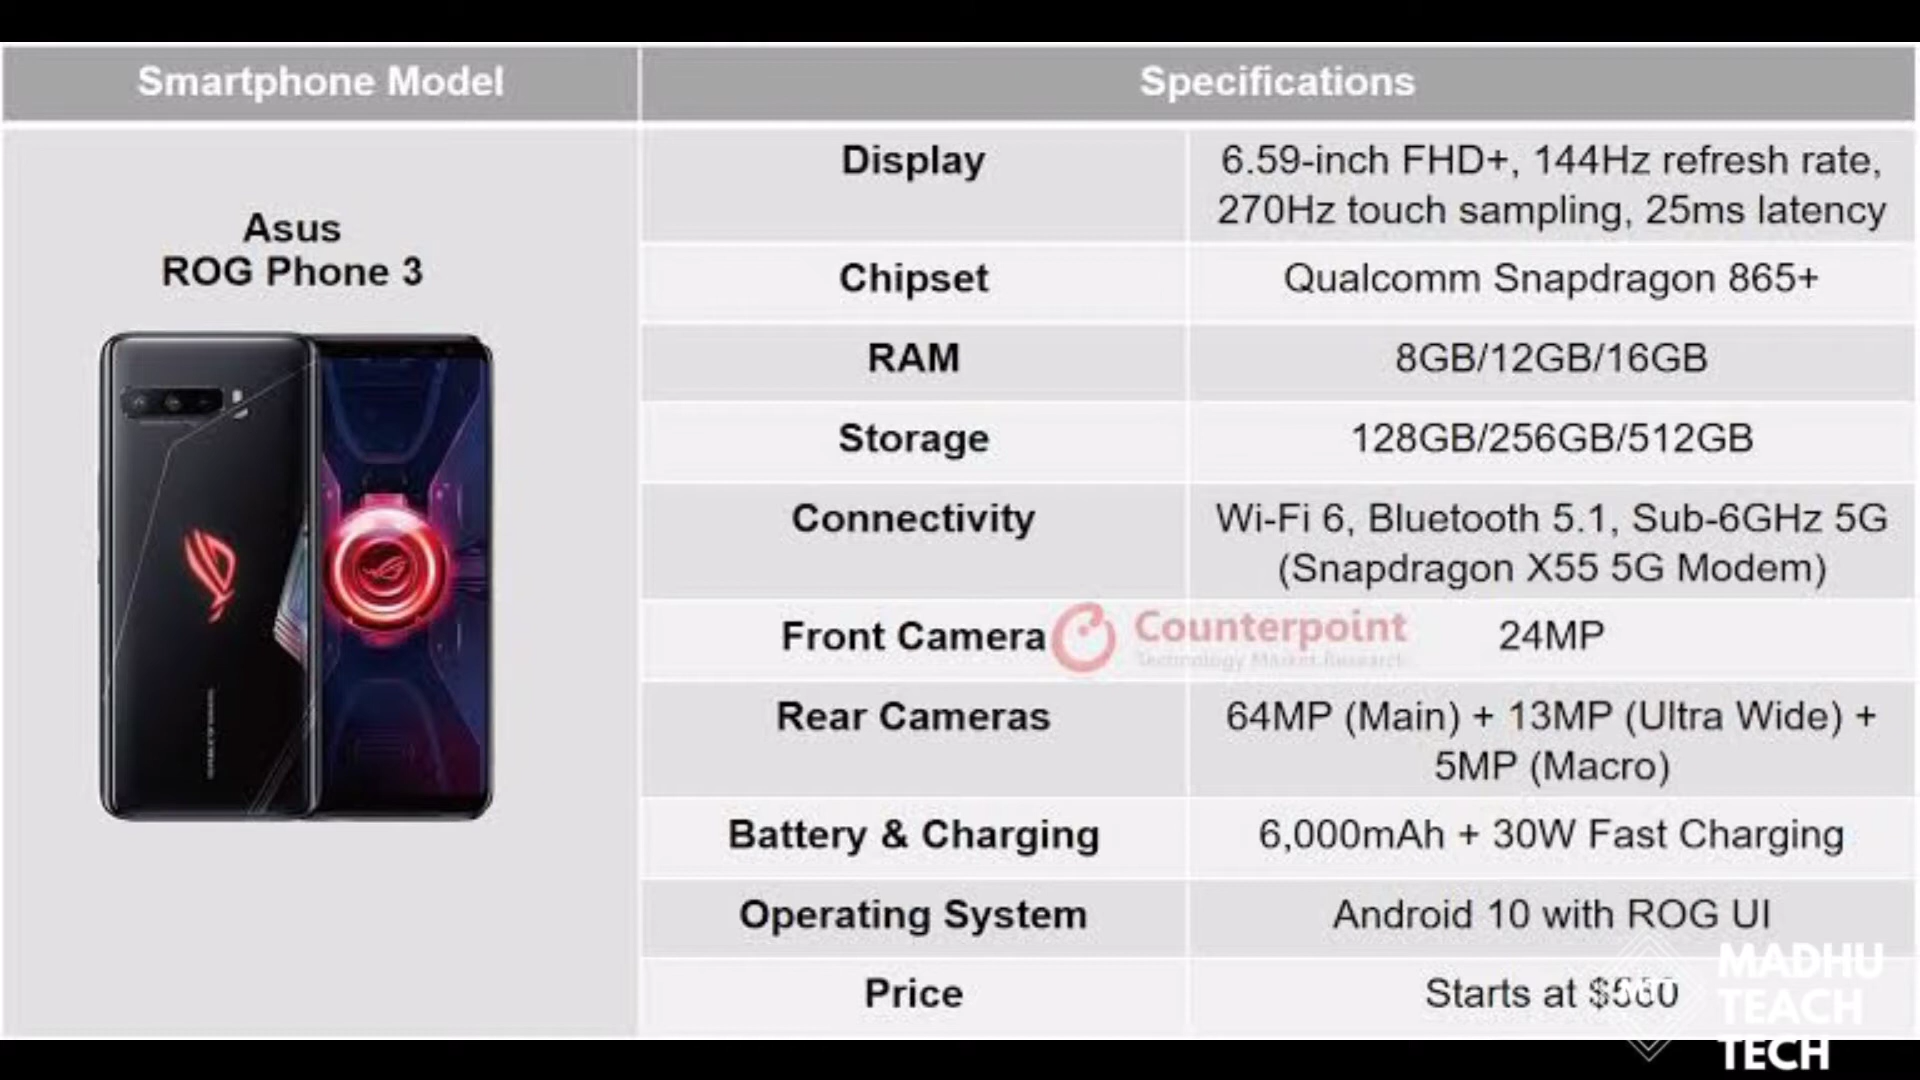 Smartphone Model
Specifications
Asus
ROG Phone 3
Display
6.59-inch FHD+, 144Hz refresh rate,
270Hz touch sampling, 25ms latency
Chipset
Qualcomm Snapdragon 865+
RAM
8GB/12GB/16GB
Storage
128GB/256GB/512GB
Connectivity
Wi-Fi 6, Bluetooth 5.1, Sub-6GHz 5G
(Snapdragon X55 5G Modem)
Front Camera
24MP
Counterpoint
Technology Market Research
Rear Cameras
64MP (Main) + 13MP (Ultra Wide) +
5MP (Macro)
Battery & Charging
6,000mAh + 30W Fast Charging
Operating System
Android 10 with ROG UI
Price
Starts at
MADHU
TEACH
TECH